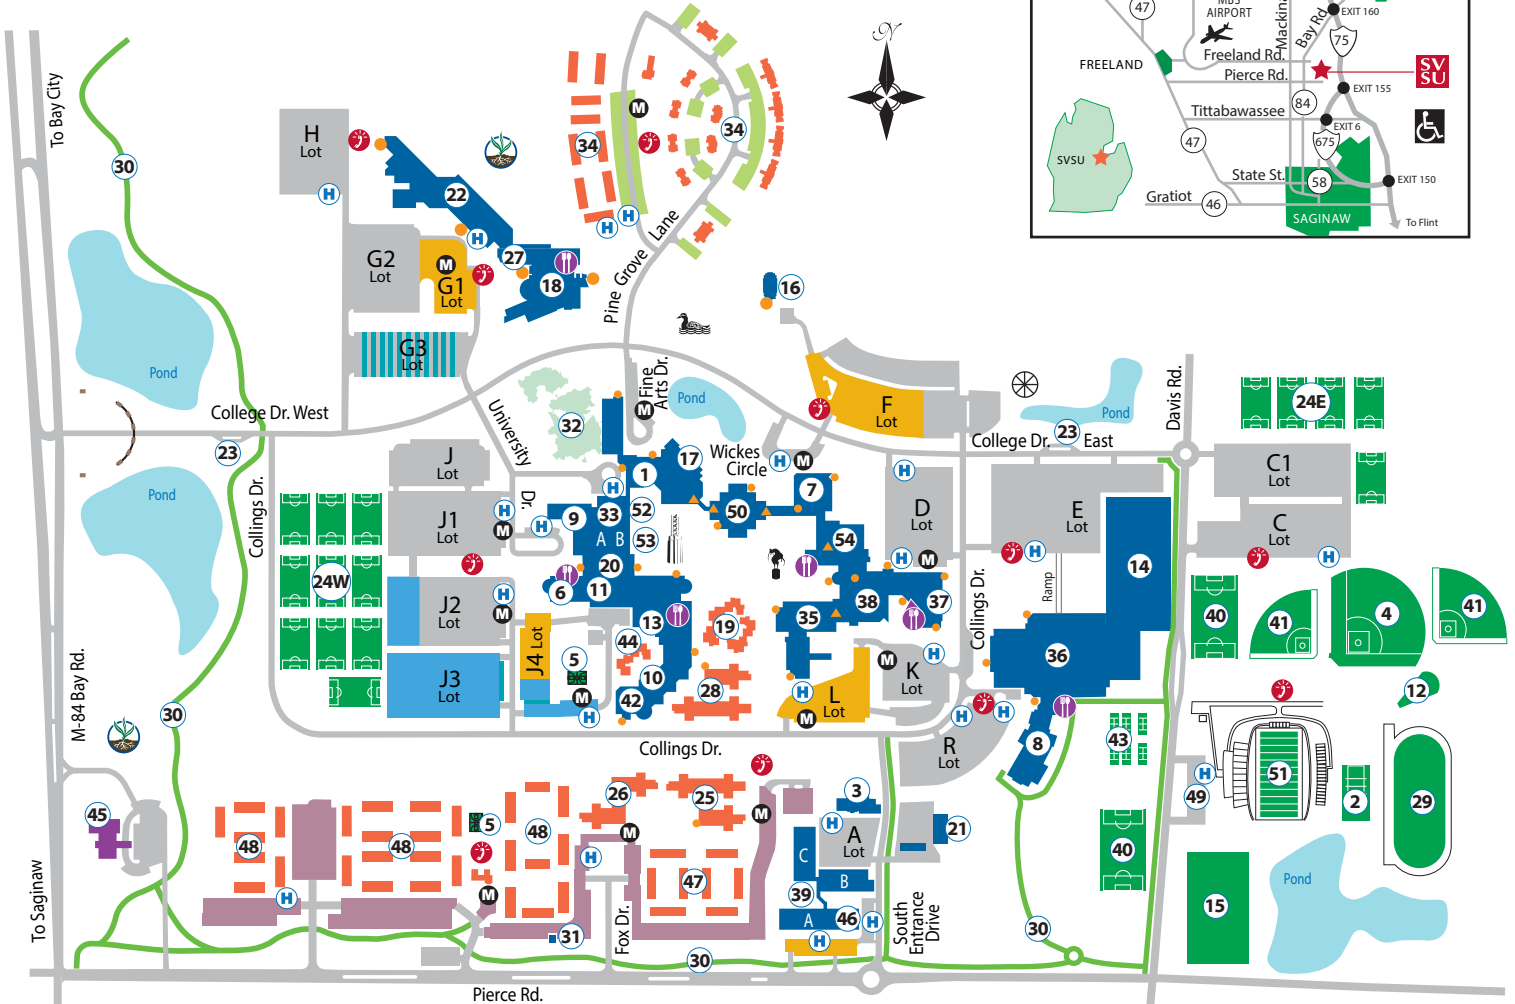 47
MBS
AIRPORT
Mackina
Bay Rd.
EXIT 160
75
Freeland Rd.
FREELAND
Pierce Rd.
SV
SU
EXIT 155
84
Tittabawassee
EXIT 6
47
675
SVSU
State St.
58
EXIT 150
Gratiot
46
SAGINAW
To Flint
N
To Bay City
30
H
Lot
H
22
H
27
18
G2
Lot
M
G1
Lot
G3
Lot
34
M
34
H
H
Pine Grove
Lane
16
Pond
College Dr. West
23
Pond
Collings Dr.
University
Dr.
32
Fine
Arts Dr.
M
Pond
Wickes
Circle
H
M
F
Lot
College Dr.
23
East
Pond
Davis Rd.
24E
C1
Lot
C
Lot
H
J
Lot
J1
Lot
H
M
H
J2
Lot
H
M
J3
J4 Lot
24W
1
17
H
9
33
52
A
B
53
20
6
11
13
44
5
10
42
M
H
19
28
50
7
54
35
38
37
H
D
Lot
H
M
E
Lot
H
Ramp
14
Collings Dr.
36
8
M
K
Lot
H
H
L
Lot
M
H
H
R
Lot
40
41
4
41
12
43
51
H
49
2
29
40
15
Pond
M-84 Bay Rd.
30
To Saginaw
45
Collings Dr.
48
H
48
5
48
M
26
25
M
M
H
47
31
Fox Dr.
30
3
H
A
Lot
21
C
B
39
A
46
H
H
South
Entrance
Drive
30
Pierce Rd.